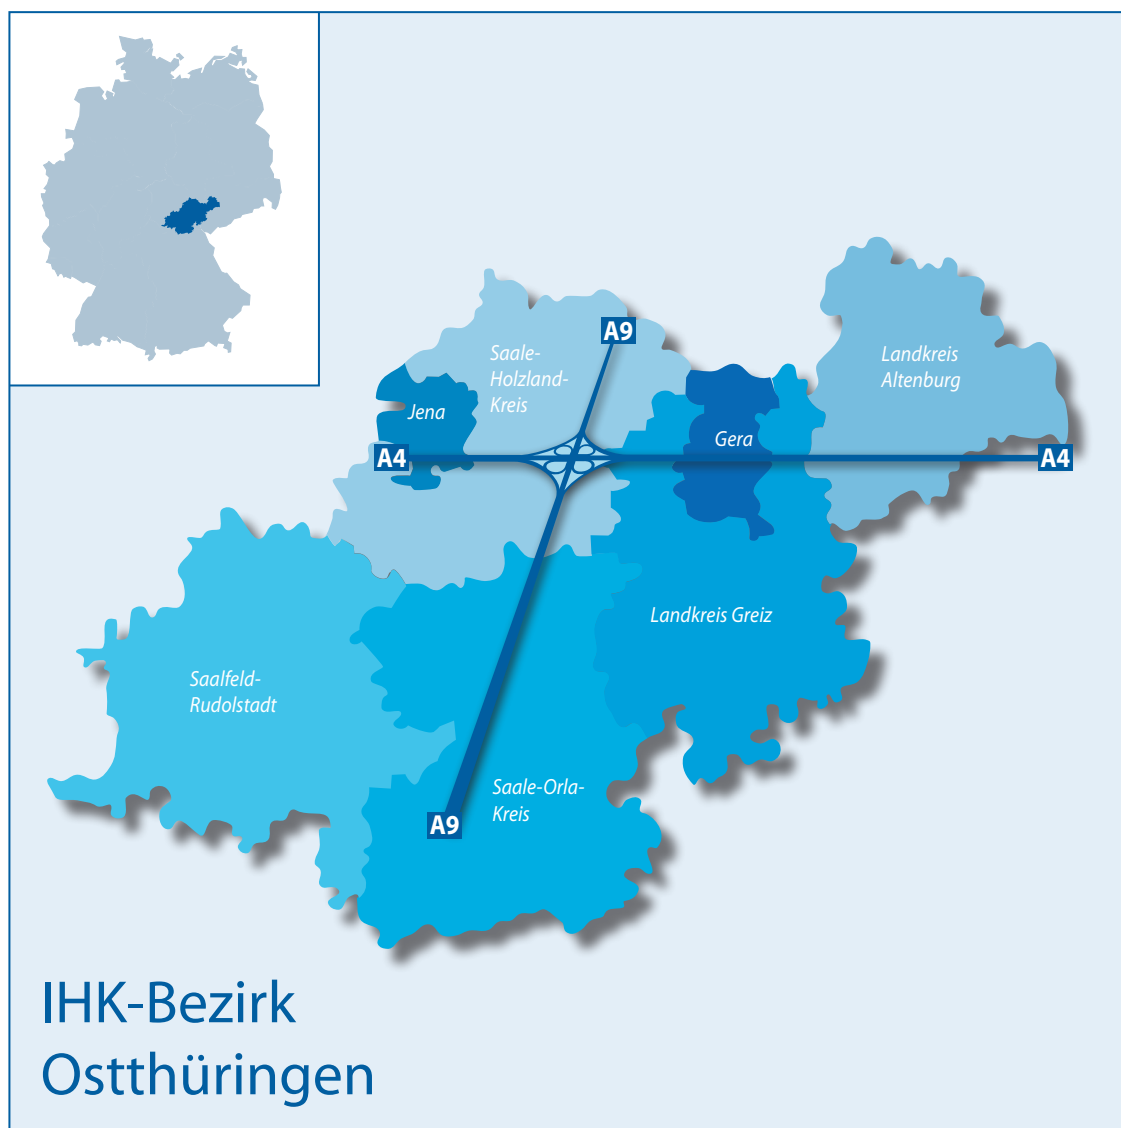 A9
Saale-
Holzland-
Kreis
Landkreis
Altenburg
Jena
Gera
A4
A4
Landkreis Greiz
Saalfeld-
Rudolstadt
Saale-Orla-
Kreis
A9
IHK-Bezirk
Ostthüringen